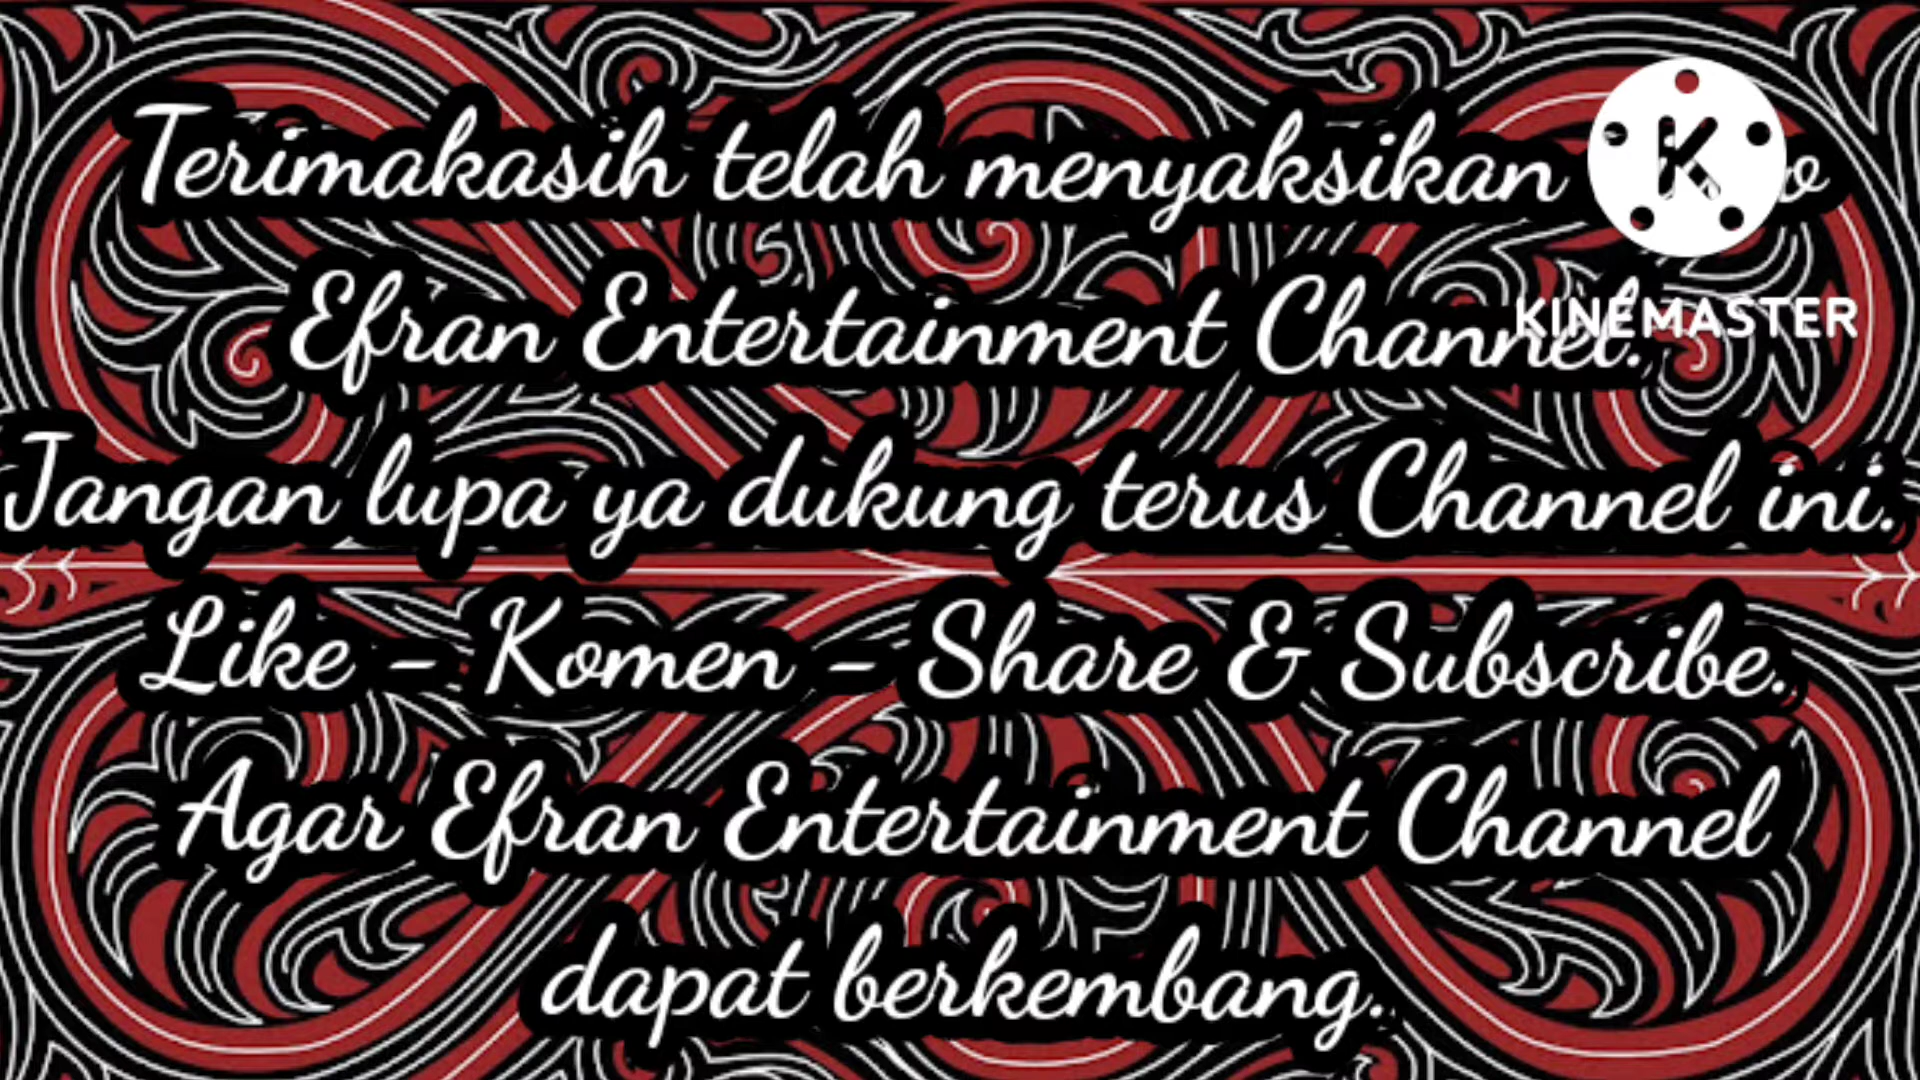 Terimakasih telah menyaksikan
Efran Entertainment Channel.
KINEMASTER
Jangan lupa ya dukung terus Channel ini.
Like - Komen - Share & Subscribe.
Agar Efran Entertainment Channel
dapat berkembang.